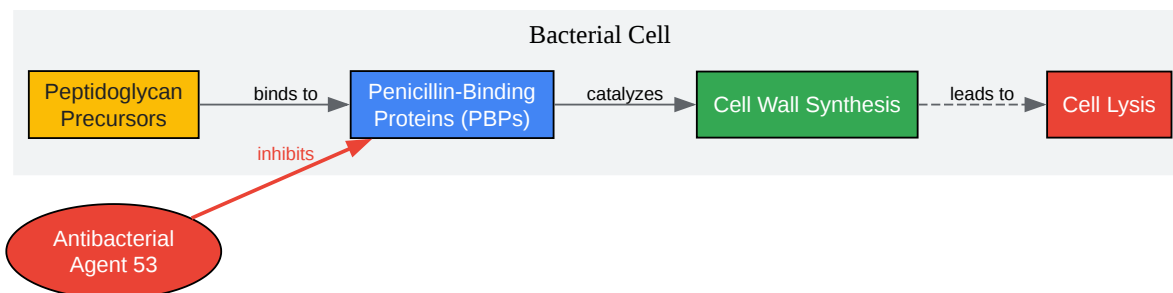 Bacterial Cell
Peptidoglycan
Precursors
binds to
Penicillin-Binding
Proteins (PBPs)
catalyzes
Cell Wall Synthesis
leads to
Cell Lysis
inhibits
Antibacterial
Agent 53